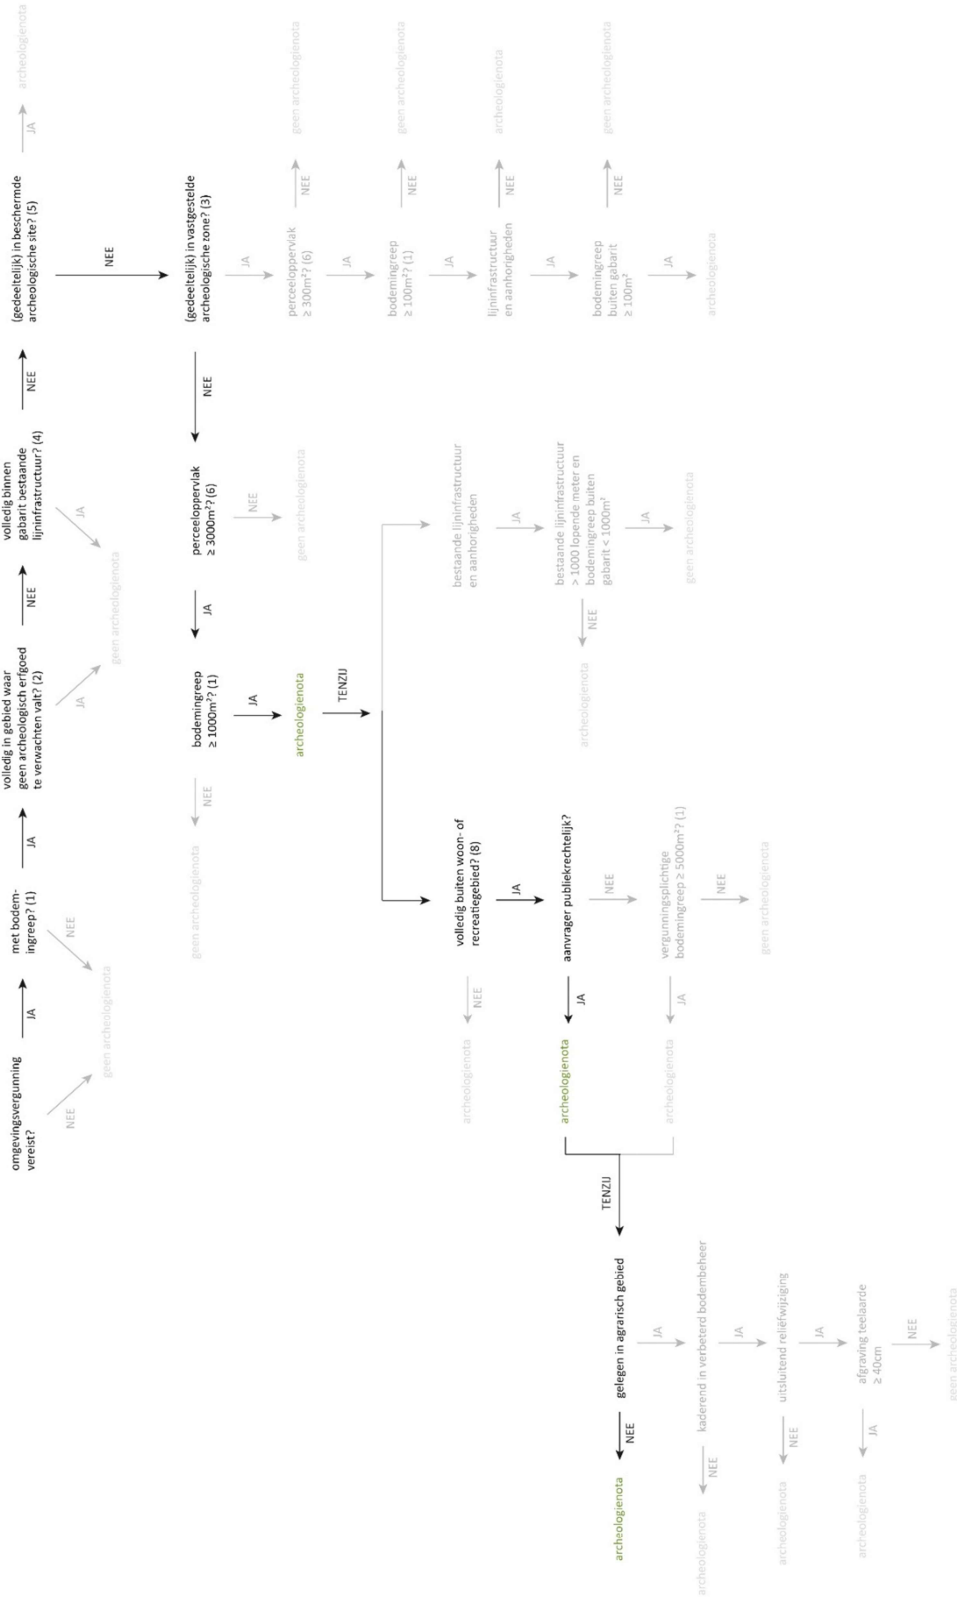 omgevingsvergunning
vereist?
JA
NEE
met bodem-
ingreep? (1)
JA
NEE
geen archeologienota
volledig in gebied waar
geen archeologisch erfgoed
te verwachten valt? (2)
NEE
JA
volledig binnen
gabarit bestaande
lijninfrastructuur? (4)
NEE
JA
geen archeologienota
(gedeeltelijk) in beschermde
archeologische site? (5)
JA
archeologienota
NEE
(gedeelteijk) in vastgestelde
archeologische zone? (3)
JA
perceeloppervlak
≥ 300m²? (6)
NEE
geen archeologienota
JA
bodemingreep
≥ 100m²? (1)
NEE
geen archeologienota
JA
lijninfrastructuur
en aanhorigheden
NEE
archeologienota
JA
bodemingreep
buiten gabarit
≥ 100m²
NEE
geen archeologienota
JA
archeologienota
NEE
perceeloppervlak
≥ 3000m²? (6)
NEE
geen archeologienota
JA
bodemingreep
≥ 1000m²? (1)
NEE
geen archeologienota
JA
archeologienota
TENZIJ
bestaande lijninfrastructuur
en aanhorigheden
JA
bestaande lijninfrastructuur
> 1000 lopende meter en
bodemingreep buiten
gabarit < 1000m²
NEE
archeologienota
JA
geen archeologienota
volledig buiten woon- of
recreatiegebied? (8)
NEE
archeologienota
JA
aanvrager publiekrechtelijk?
JA
archeologienota
NEE
vergunningsplichtige
bodemingreep ≥ 5000m²? (1)
JA
archeologienota
NEE
geen archeologienota
TENZIJ
gelegen in agrarisch gebied
NEE
archeologienota
JA
kaderend in verbeterd bodembeheer
NEE
archeologienota
JA
uitsluitend reliëfwijziging
NEE
archeologienota
JA
afgraving teelaarde
≥ 40cm
JA
archeologienota
NEE
geen archeologienota